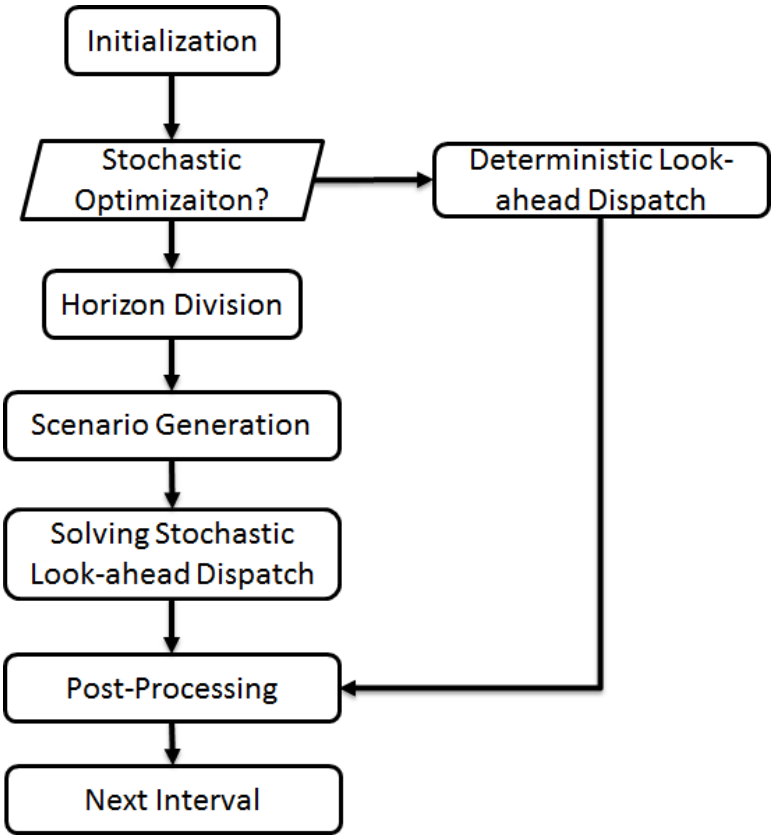 Initialization
Stochastic
Optimizaiton?
Deterministic Look-
ahead Dispatch
Horizon Division
Scenario Generation
Solving Stochastic
Look-ahead Dispatch
Post-Processing
Next Interval